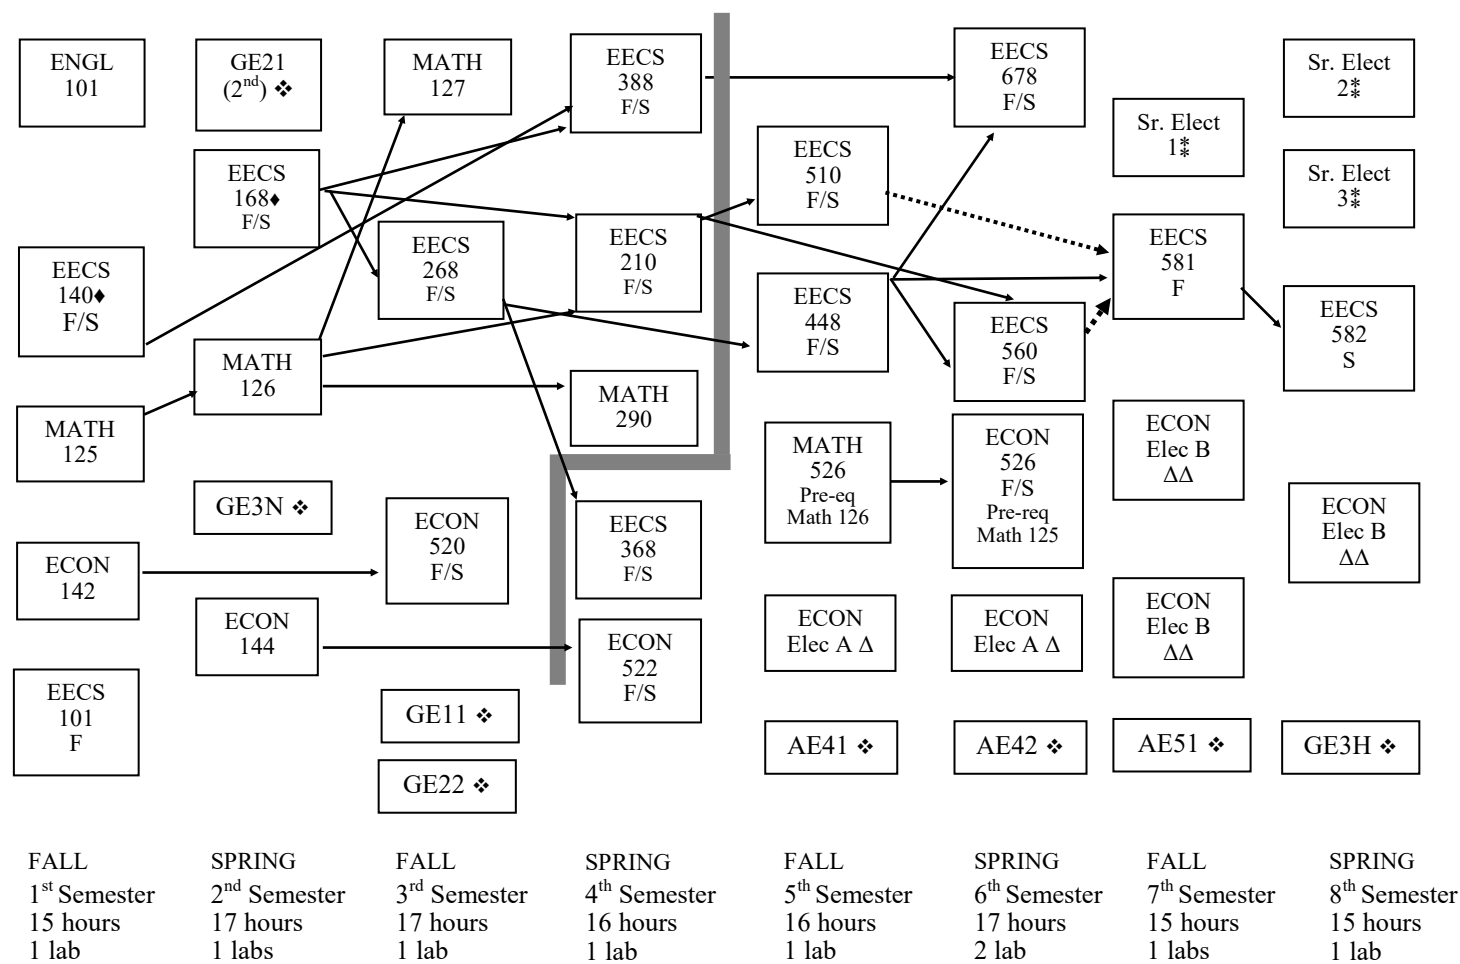 ENGL
101
GE21
(2nd) ❖
MATH
127
EECS
388
F/S
EECS
678
F/S
Sr. Elect
2⁑
Sr. Elect
1⁑
EECS
168♦
F/S
EECS
510
F/S
Sr. Elect
3⁑
EECS
140♦
F/S
EECS
268
F/S
EECS
210
F/S
EECS
448
F/S
EECS
560
F/S
EECS
581
F
EECS
582
S
MATH
125
MATH
126
MATH
290
MATH
526
Pre-eq
Math 126
ECON
526
F/S
Pre-req
Math 125
ECON
Elec B
ΔΔ
GE3N ❖
ECON
520
F/S
EECS
368
F/S
ECON
Elec B
ΔΔ
ECON
142
ECON
144
ECON
522
F/S
ECON
Elec A Δ
ECON
Elec A Δ
ECON
Elec B
ΔΔ
EECS
101
F
GE11 ❖
GE22 ❖
AE41 ❖
AE42 ❖
AE51 ❖
GE3H ❖
FALL
1st Semester
15 hours
1 lab
SPRING
2nd Semester
17 hours
1 labs
FALL
3rd Semester
17 hours
1 lab
SPRING
4th Semester
16 hours
1 lab
FALL
5th Semester
16 hours
1 lab
SPRING
6th Semester
17 hours
2 lab
FALL
7th Semester
15 hours
1 labs
SPRING
8th Semester
15 hours
1 lab